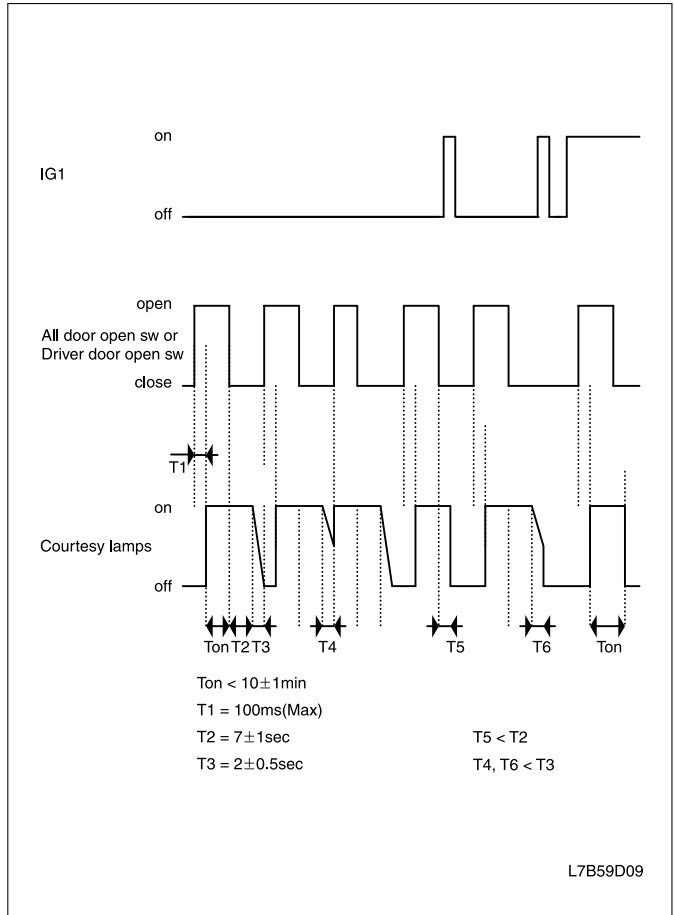 on
IG1
off
open
All door open sw or
Driver door open sw
close
T1
on
Courtesy lamps
off
Ton T2 T3 T4 T5 T6 Ton
Ton < 10±1min
T1 = 100ms(Max)
T2 = 7±1sec T5 < T2
T3 = 2±0.5sec T4, T6 < T3
L7B59D09